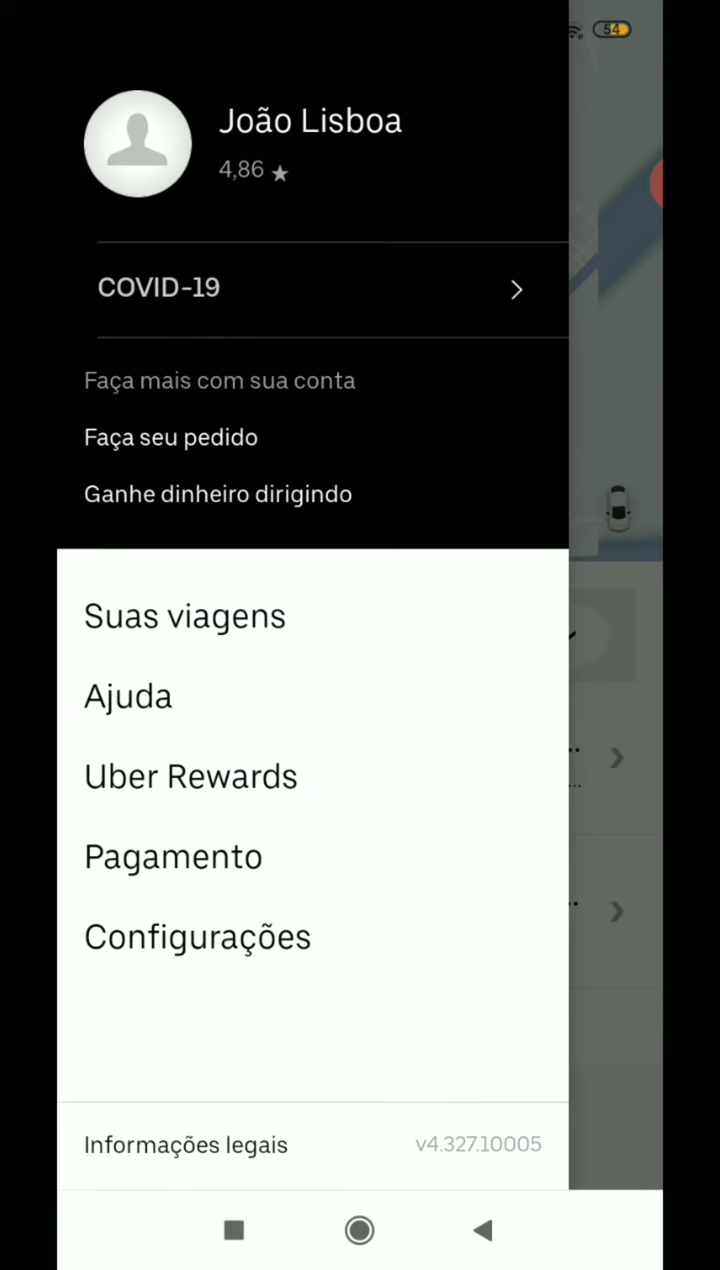 54
João Lisboa
4,86
COVID-19
Faça mais com sua conta
Faça seu pedido
Ganhe dinheiro dirigindo
Suas viagens
Ajuda
Uber Rewards
Pagamento
Configurações
Informações legais
v4.327.10005